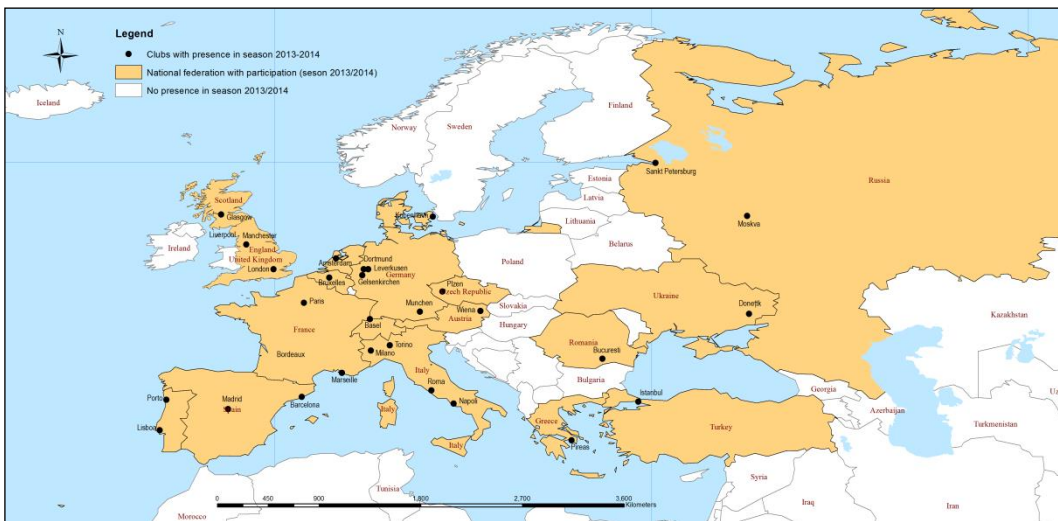 N
Legend
Clubs with presence in season 2013-2014
National federation with participation (seson 2013/2014)
No presence in season 2013/2014
Iceland
Norway
Sweden
Finland
Estonia
Latvia
Lithuania
Belarus
Russia
Sankt Petersburg
Moskva
Scotland
Glasgow
Liverpool
Manchester
England
United Kingdom
London
Ireland
Amsterdam
Bruxelles
Dortmund
Leverkusen
Germany
Gelsenkirchen
Poland
Plzen
Czech Republic
Slovakia
Munchen
Wiena
Austria
Hungary
Ukraine
Kazakhstan
Paris
France
Basel
Bordeaux
Milano
Torino
Italy
Marseille
Roma
Napoli
Italy
Italy
Romania
Bucuresti
Bulgaria
Georgia
Azerbaijan
Turkmenistan
Porto
Madrid
Spain
Barcelona
Lisboa
Istanbul
Greece
Pireas
Turkey
Syria
Iraq
Iran
Tunisia
Morocco
0
450
900
1,800
2,700
3,600
Kilometers